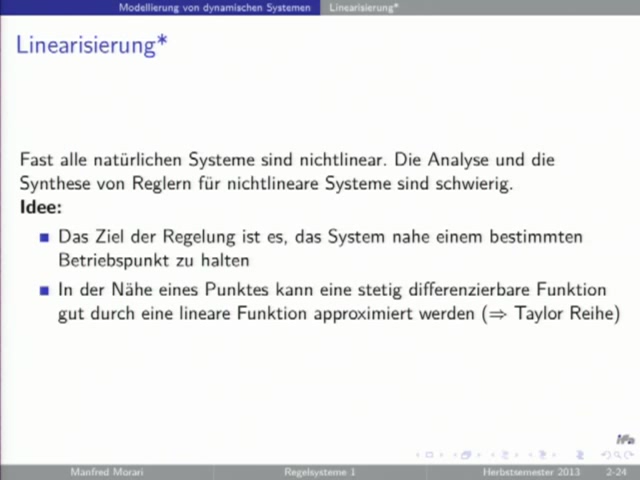 Modellierung von dynamischen Systemen Linearisierung*
Linearisierung*
Fast alle natürlichen Systeme sind nichtlinear. Die Analyse und die
Synthese von Reglern für nichtlineare Systeme sind schwierig.
Idee:
Das Ziel der Regelung ist es, das System nahe einem bestimmten
Betriebspunkt zu halten
In der Nähe eines Punktes kann eine stetig differenzierbare Funktion
gut durch eine lineare Funktion approximiert werden (⇒ Taylor Reihe)
Manfred Morari Regelsysteme 1 Herbstsemester 2013 2-24